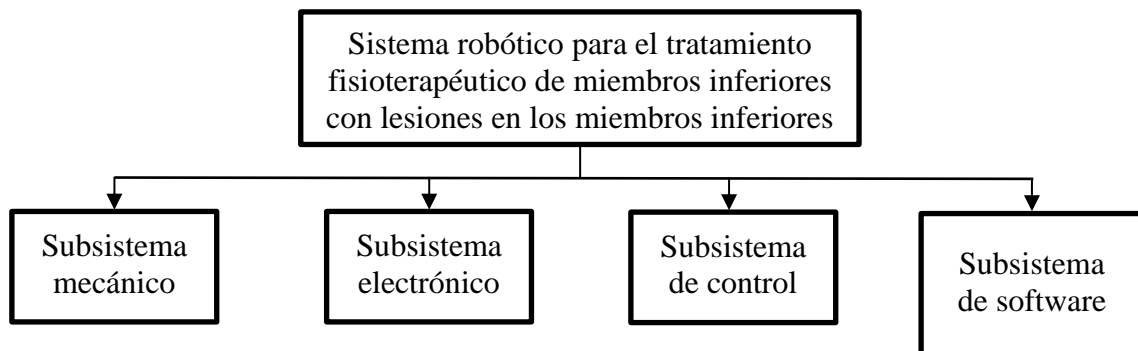 Sistema robótico para el tratamiento
fisioterapéutico de miembros inferiores
con lesiones en los miembros inferiores
Subsistema
mecánico
Subsistema
electrónico
Subsistema
de control
Subsistema
de software